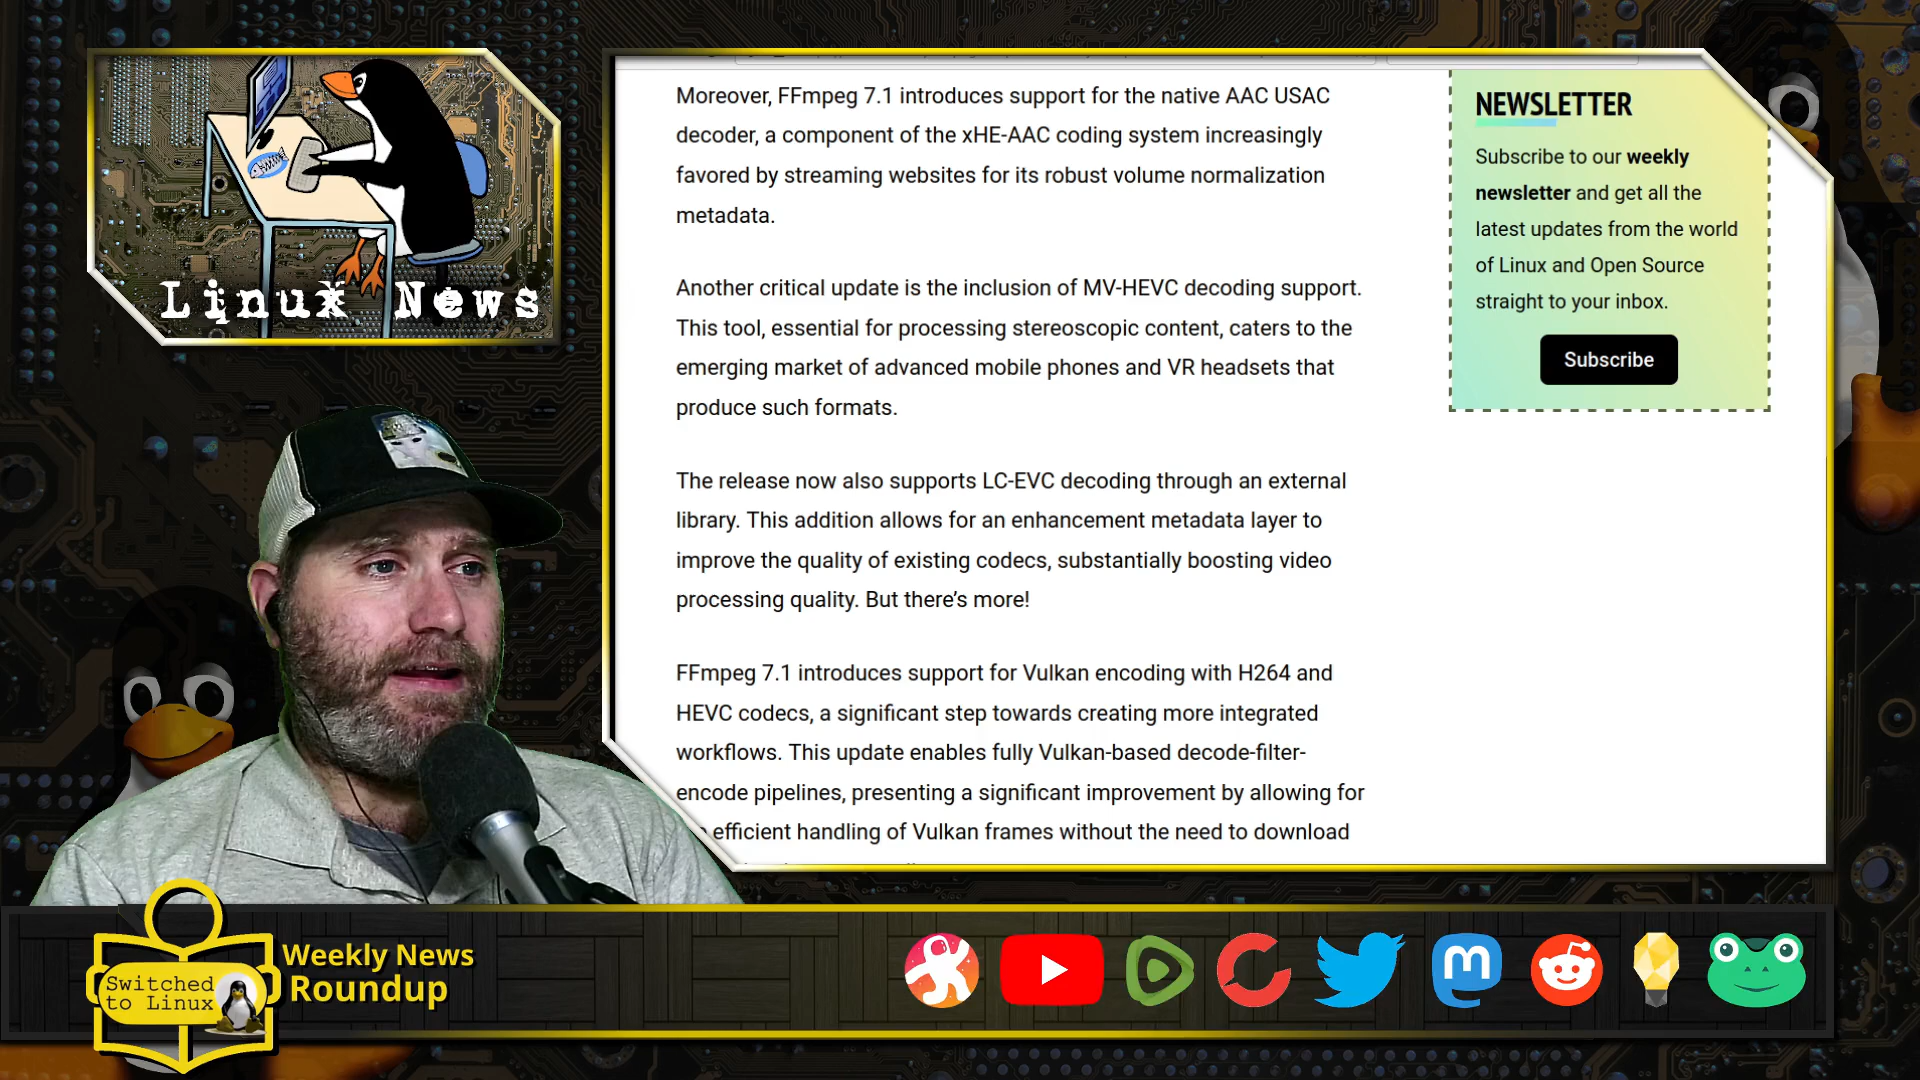 Linux News
Moreover, FFmpeg 7.1 introduces support for the native AAC USAC
decoder, a component of the xHE-AAC coding system increasingly
favored by streaming websites for its robust volume normalization
metadata.
Another critical update is the inclusion of MV-HEVC decoding support.
This tool, essential for processing stereoscopic content, caters to the
emerging market of advanced mobile phones and VR headsets that
produce such formats.
The release now also supports LC-EVC decoding through an external
library. This addition allows for an enhancement metadata layer to
improve the quality of existing codecs, substantially boosting video
processing quality. But there’s more!
FFmpeg 7.1 introduces support for Vulkan encoding with H264 and
HEVC codecs, a significant step towards creating more integrated
workflows. This update enables fully Vulkan-based decode-filter-
encode pipelines, presenting a significant improvement by allowing for
efficient handling of Vulkan frames without the need to download
NEWSLETTER
Subscribe to our weekly
newsletter and get all the
latest updates from the world
of Linux and Open Source
straight to your inbox.
Subscribe
Switched
to Linux
Weekly News
Roundup